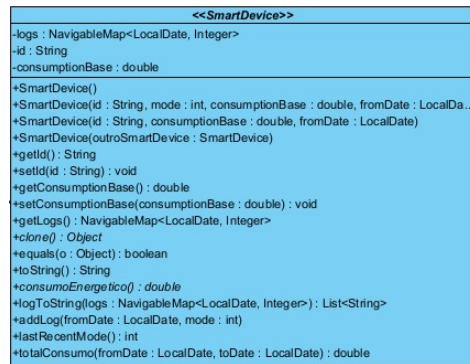 <<SmartDevice>>
-logs : NavigableMap<LocalDate, Integer>
-id : String
-consumptionBase : double
+SmartDevice()
+SmartDevice(id : String, mode : int, consumptionBase : double, fromDate : LocalDa...
+SmartDevice(id : String, consumptionBase : double, fromDate : LocalDate)
+SmartDevice(outroSmartDevice : SmartDevice)
+getId() : String
+setId(id : String) : void
+getConsumptionBase() : double
+setConsumptionBase(consumptionBase : double) : void
+getLogs() : NavigableMap<LocalDate, Integer>
+clone() : Object
+equals(o : Object) : boolean
+toString() : String
+consumoEnergetico() : double
+logToString(logs : NavigableMap<LocalDate, Integer>) : List<String>
+addLog(fromDate : LocalDate, mode : int)
+lastRecentMode() : int
+totalConsumo(fromDate : LocalDate, toDate : LocalDate) : double